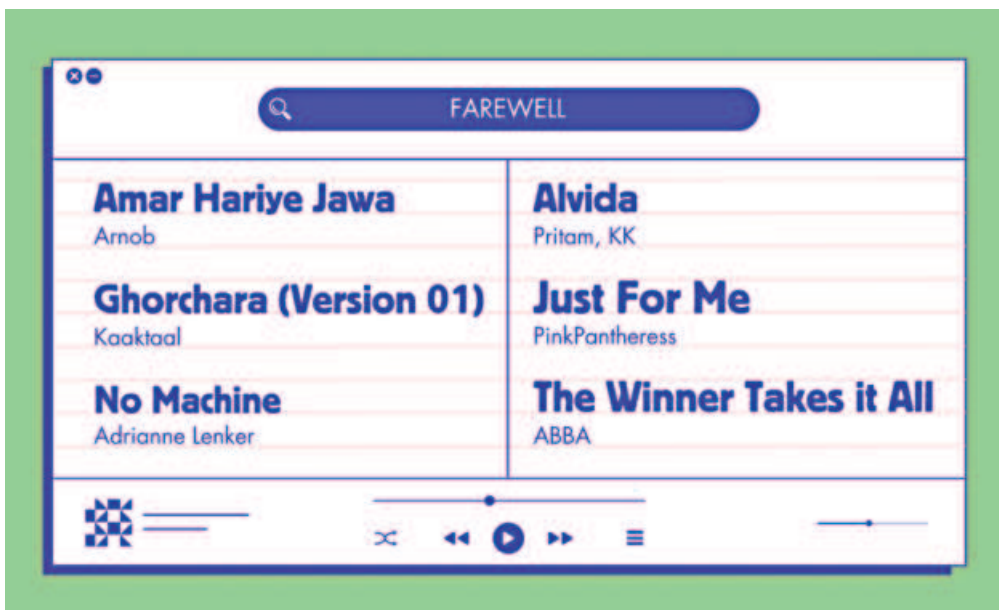 FAREWELL
Amar Hariye Jawa
Arnob
Ghorchara (Version 01)
Kaaktaal
No Machine
Adrianne Lenker
Alvida
Pritam, KK
Just For Me
PinkPantheress
The Winner Takes it All
ABBA